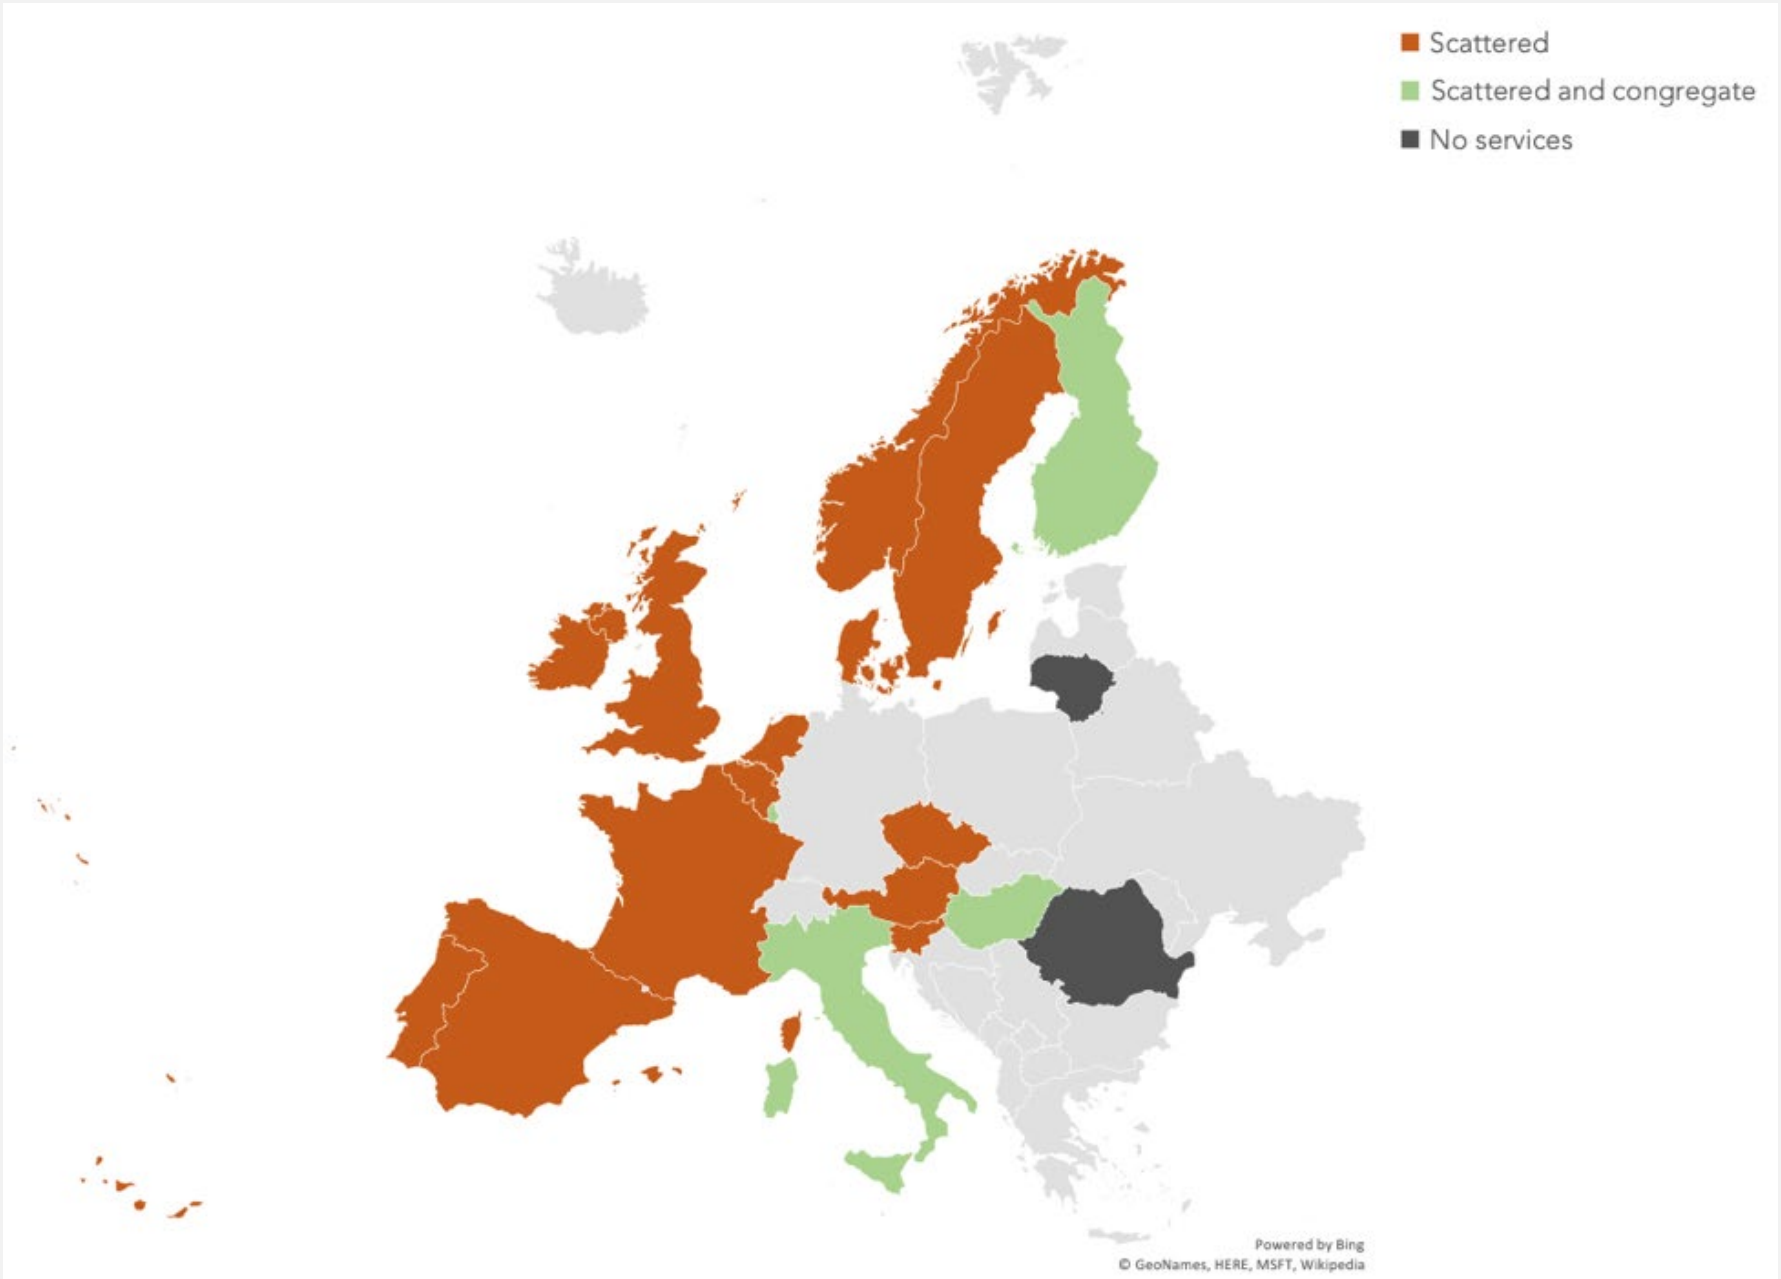 Scattered
Scattered and congregate
No services
Powered by Bing
© GeoNames, HERE, MSFT, Wikipedia